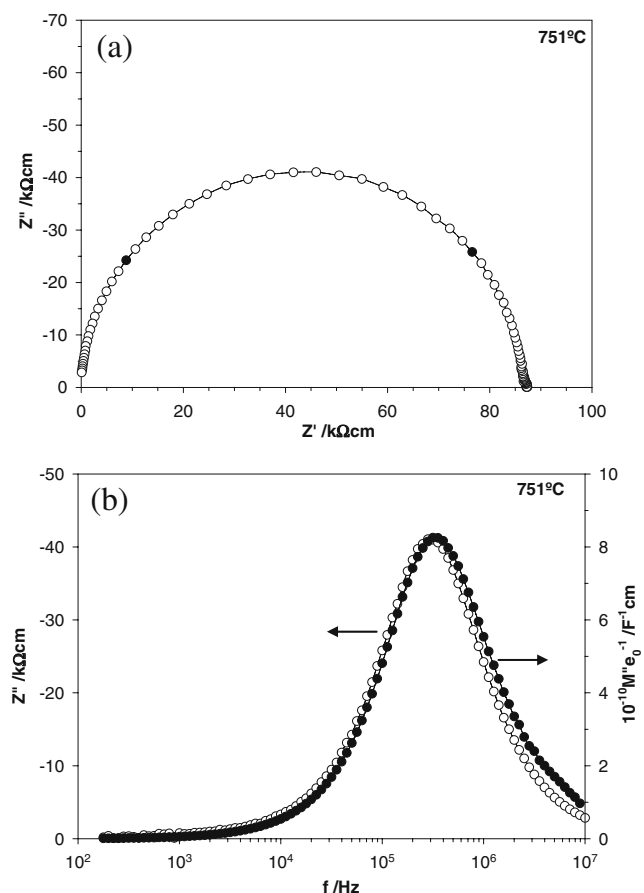 (a)
751ºC
-70
-60
-50
-40
-30
-20
-10
0
Z'' /kΩcm
0 20 40 60 80 100
Z' /kΩcm
(b)
751ºC
-50
-40
-30
-20
-10
0
Z'' /kΩcm
10
8
6
4
2
0
10⁻¹⁰M''e₀⁻¹ /F⁻¹cm
10² 10³ 10⁴ 10⁵ 10⁶ 10⁷
f /Hz